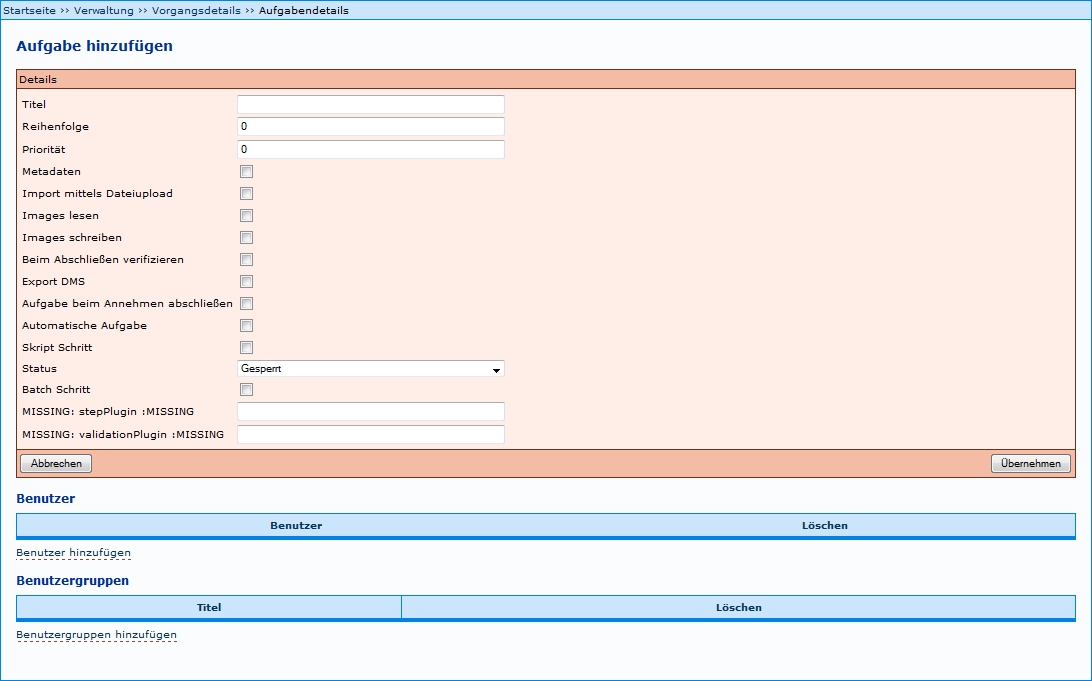 Startseite ›› Verwaltung ›› Vorgangsdetails ›› Aufgabendetails
Aufgabe hinzufügen
Details
Titel
Reihenfolge 0
Priorität 0
Metadaten
Import mittels Dateiupload
Images lesen
Images schreiben
Beim Abschließen verifizieren
Export DMS
Aufgabe beim Annehmen abschließen
Automatische Aufgabe
Skript Schritt
Status Gesperrt
Batch Schritt
MISSING: stepPlugin :MISSING
MISSING: validationPlugin :MISSING
Abbrechen Übernehmen
Benutzer
Benutzer Löschen
Benutzer hinzufügen
Benutzergruppen
Titel Löschen
Benutzergruppen hinzufügen